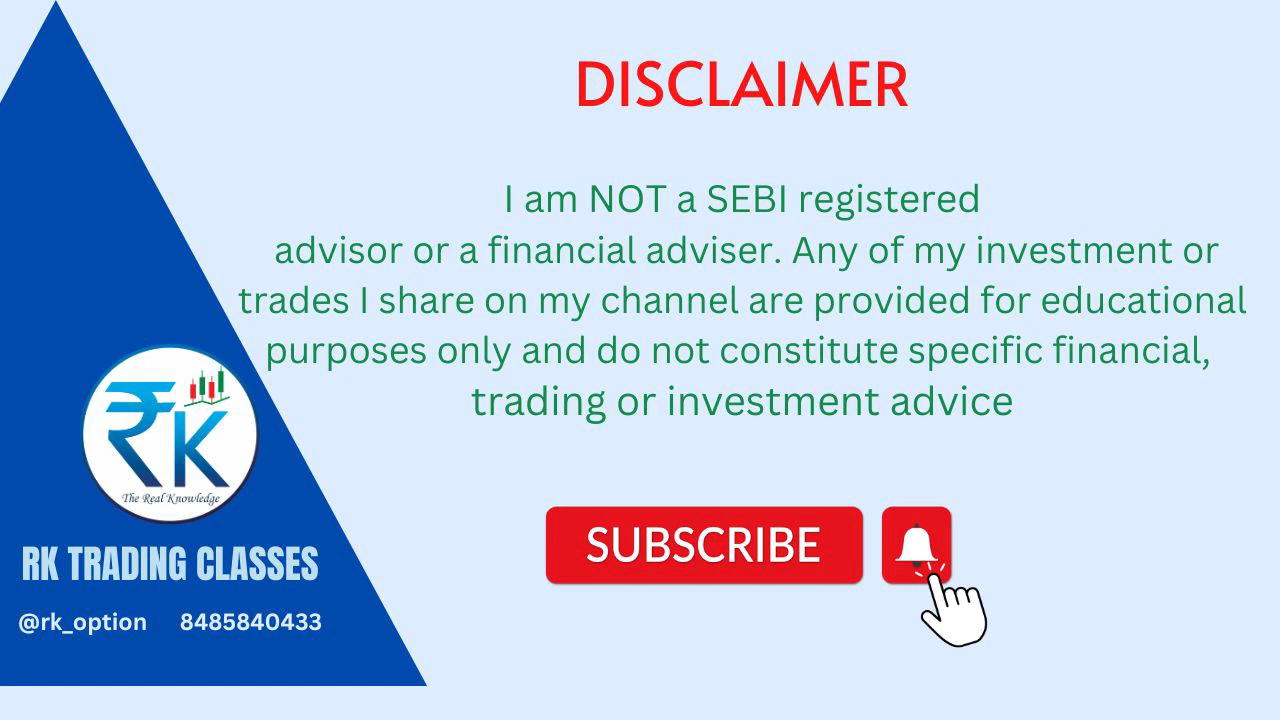 DISCLAIMER
I am NOT a SEBI registered
advisor or a financial adviser. Any of my investment or
trades I share on my channel are provided for educational
purposes only and do not constitute specific financial,
trading or investment advice
₹K
The Real Knowledge
RK TRADING CLASSES
@rk_option 8485840433
SUBSCRIBE